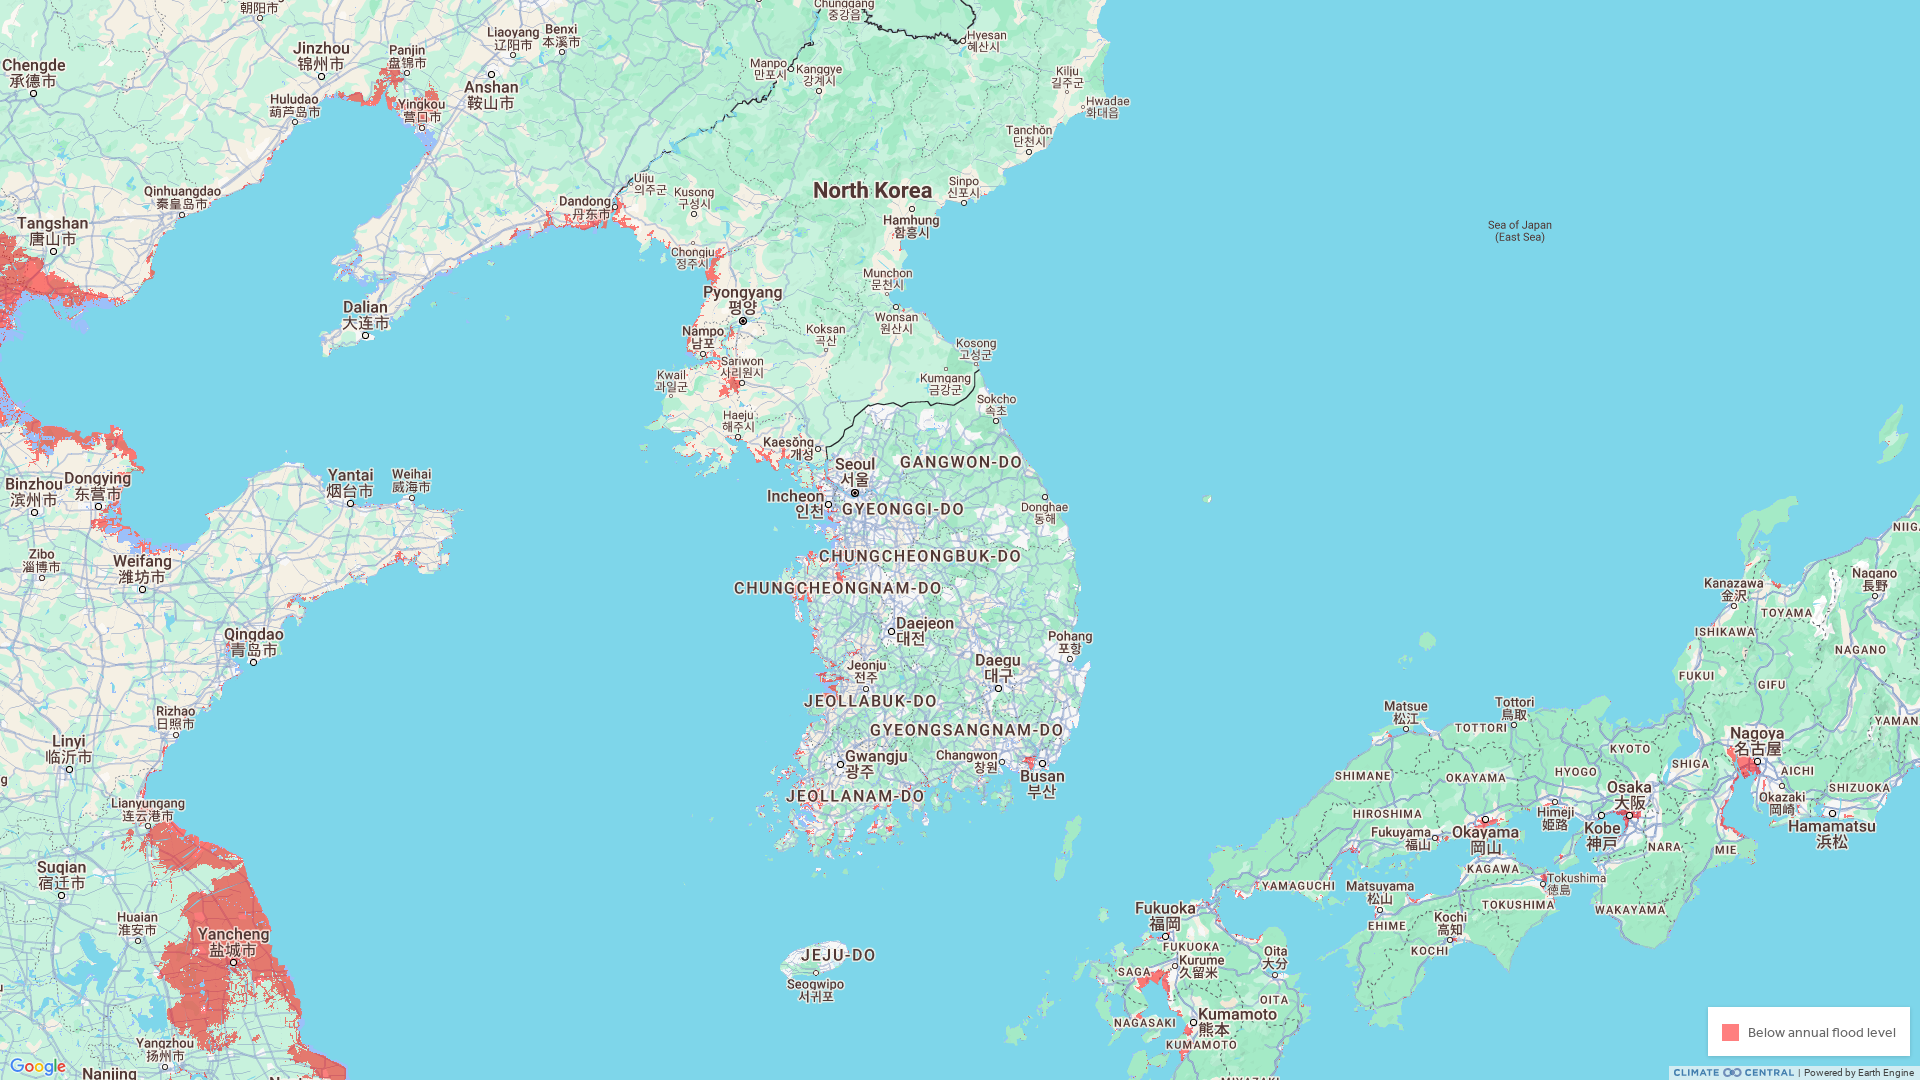 Chunggang
중강읍
朝阳市
Liaoyang
辽阳市
Benxi
本溪市
Hyesan
혜산시
Jinzhou
锦州市
Panjin
盘锦市
Chengde
承德市
Manpo
만포시
Kanggye
강계시
Kilju
길주군
Anshan
鞍山市
Huludao
葫芦岛市
Yingkou
营口市
Hwadae
화대읍
Tanchŏn
단천시
Qinhuangdao
秦皇岛市
Uiju
의주군
Kusong
구성시
North Korea
Sinpo
신포시
Dandong
丹东市
Tangshan
唐山市
Hamhung
함흥시
Sea of Japan
(East Sea)
Chongju
정주시
Munchon
문천시
Pyongyang
평양
Dalian
大连市
Wonsan
원산시
Nampo
남포
Koksan
곡산
Kosong
고성군
Sariwon
사리원시
Kwail
과일군
Kumgang
금강군
Sokcho
속초
Haeju
해주시
Kaesŏng
개성
Seoul
서울
GANGWON-DO
Binzhou
滨州市
Dongying
东营市
Yantai
烟台市
Weihai
威海市
Incheon
인천
GYEONGGI-DO
Donghae
동해
NIIG
Zibo
淄博市
Weifang
潍坊市
CHUNGCHEONGBUK-DO
CHUNGCHEONGNAM-DO
Kanazawa
金沢
Nagano
長野
TOYAMA
Qingdao
青岛市
Daejeon
대전
Pohang
포항
ISHIKAWA
NAGANO
Jeonju
전주
Daegu
대구
FUKUI
GIFU
Rizhao
日照市
JEOLLABUK-DO
Matsue
松江
Tottori
鳥取
TOTTORI
YAMAN
Linyi
临沂市
GYEONGSANGNAM-DO
Nagoya
名古屋
KYOTO
Gwangju
광주
Changwon
창원
Busan
부산
SHIMANE
OKAYAMA
HYOGO
SHIGA
AICHI
g
JEOLLANAM-DO
Osaka
大阪
SHIZUOKA
Lianyungang
连云港市
HIROSHIMA
Himeji
姫路
Okazaki
岡崎
Fukuyama
福山
Okayama
岡山
Kobe
神戸
Hamamatsu
浜松
NARA
MIE
Suqian
宿迁市
KAGAWA
YAMAGUCHI
Matsuyama
松山
Tokushima
徳島
TOKUSHIMA
WAKAYAMA
Fukuoka
福岡
Huaian
淮安市
EHIME
Kochi
高知
KOCHI
Yancheng
盐城市
FUKUOKA
Oita
大分
JEJU-DO
Kurume
久留米
SAGA
Seogwipo
서귀포
OITA
NAGASAKI
Kumamoto
熊本
KUMAMOTO
Yangzhou
扬州市
Below annual flood level
Google
Nanjing
CLIMATE CENTRAL | Powered by Earth Engine